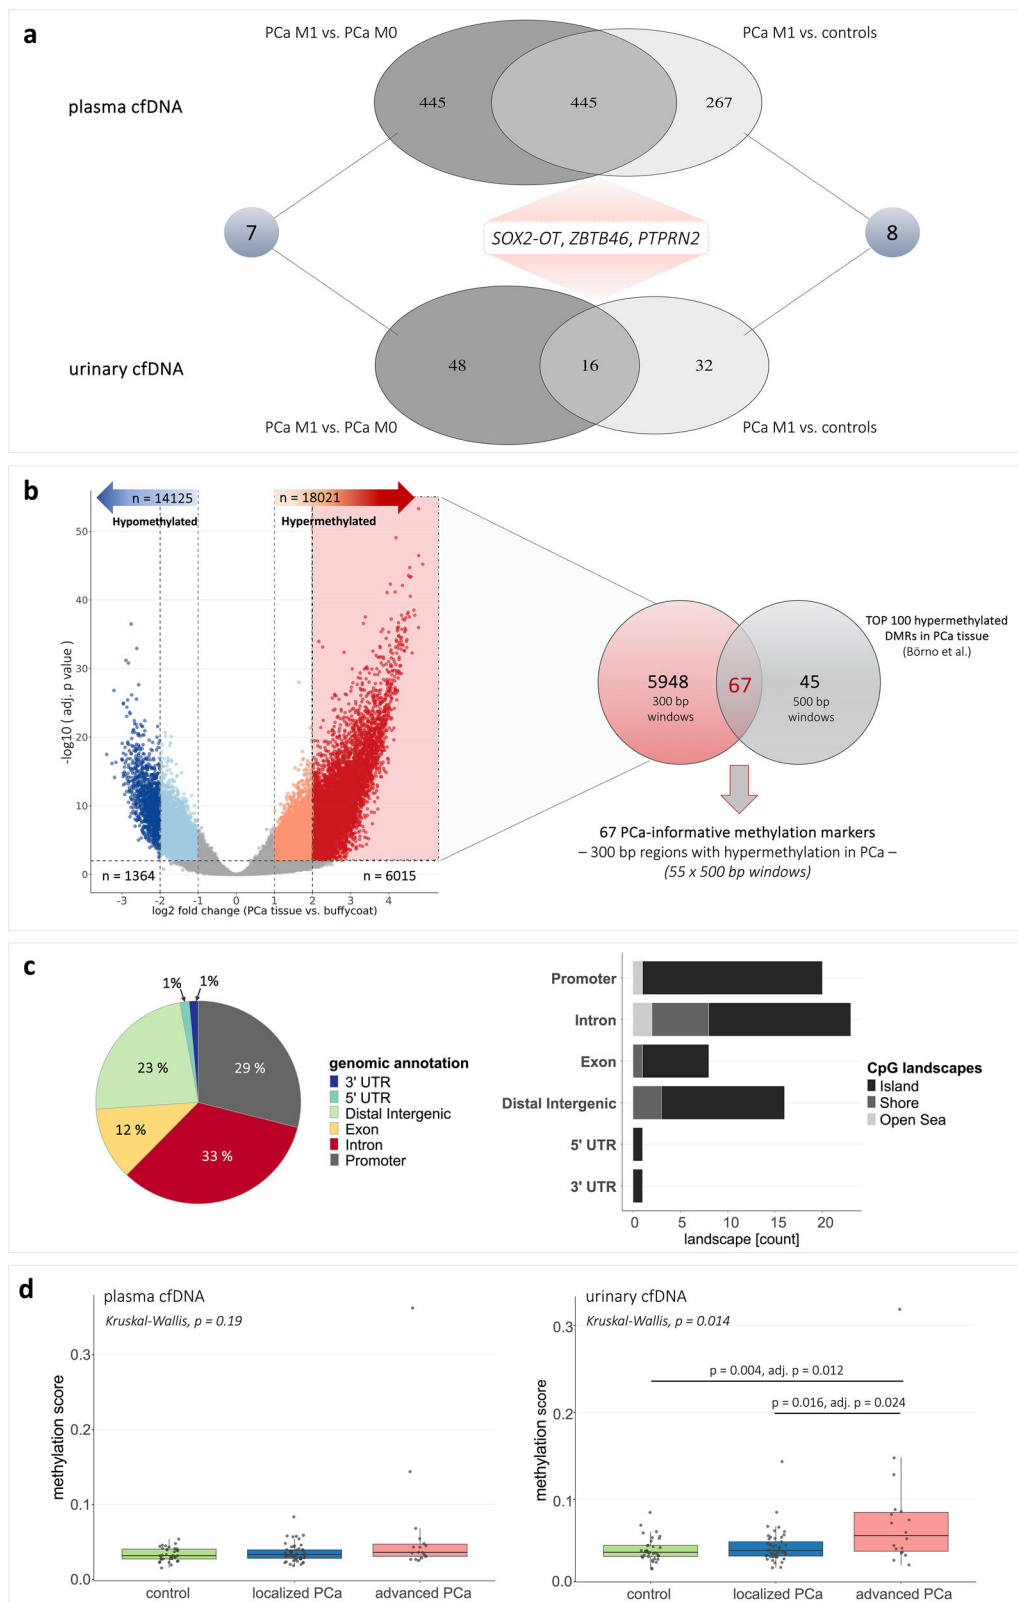 a
PCa M1 vs. PCa M0
PCa M1 vs. controls
plasma cfDNA
445
445
267
7
SOX2-OT, ZBTB46, PTPRN2
8
urinary cfDNA
48
16
32
PCa M1 vs. PCa M0
PCa M1 vs. controls
b
n = 14125
n = 18021
Hypomethylated
Hypermethylated
50
40
30
20
10
0
-log10 ( adj. p value )
n = 1364
n = 6015
-3
-2
-1
0
1
2
3
4
log2 fold change (PCa tissue vs. buffycoat)
TOP 100 hypermethylated
DMRs in PCa tissue
(Börno et al.)
5948
300 bp
windows
67
45
500 bp
windows
67 PCa-informative methylation markers
– 300 bp regions with hypermethylation in PCa –
(55 x 500 bp windows)
c
1%
1%
23 %
29 %
12 %
33 %
genomic annotation
3' UTR
5' UTR
Distal Intergenic
Exon
Intron
Promoter
Promoter
Intron
Exon
Distal Intergenic
5' UTR
3' UTR
0
5
10
15
20
landscape [count]
CpG landscapes
Island
Shore
Open Sea
d
plasma cfDNA
Kruskal-Wallis, p = 0.19
0.3
0.2
0.1
0.0
methylation score
control
localized PCa
advanced PCa
urinary cfDNA
Kruskal-Wallis, p = 0.014
p = 0.004, adj. p = 0.012
p = 0.016, adj. p = 0.024
0.3
0.2
0.1
0.0
methylation score
control
localized PCa
advanced PCa